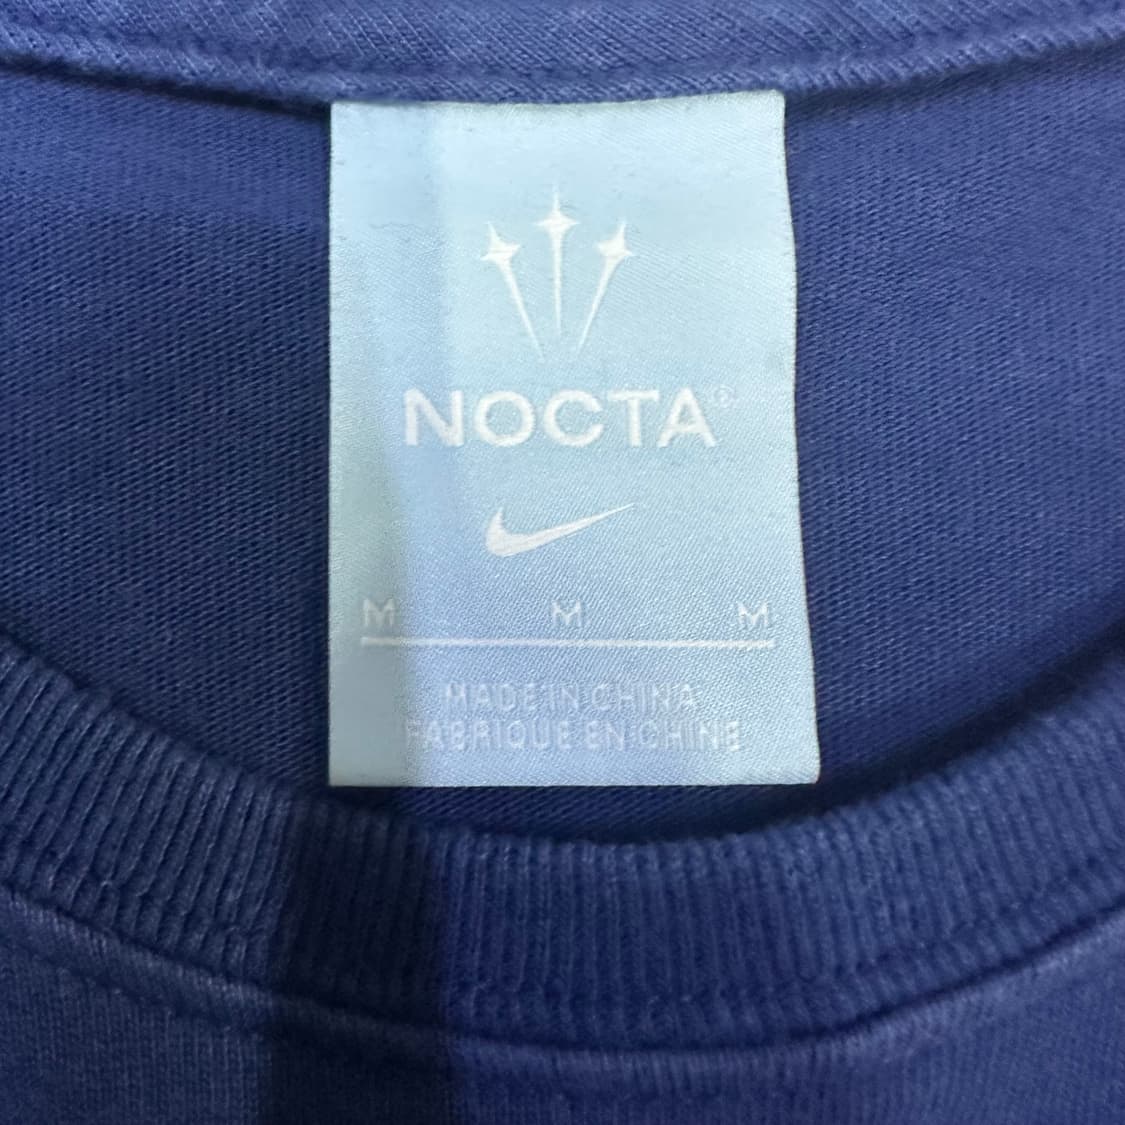 NOCTA®
M M M
MADE IN CHINA
FABRIQUE EN CHINE